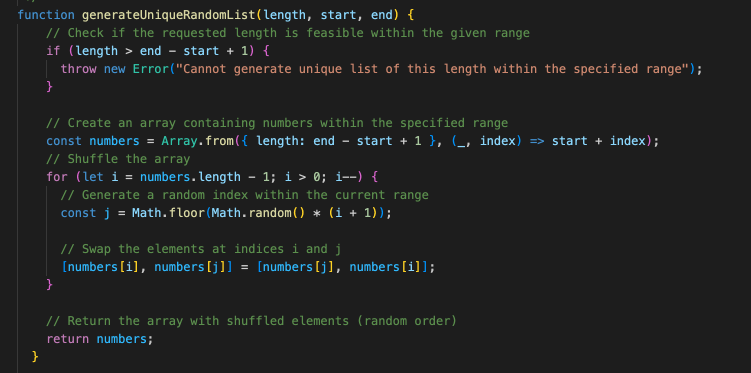 function generateUniqueRandomList(length, start, end) {
    // Check if the requested length is feasible within the given range
    if (length > end - start + 1) {
      throw new Error("Cannot generate unique list of this length within the specified range");
    }

    // Create an array containing numbers within the specified range
    const numbers = Array.from({ length: end - start + 1 }, (_, index) => start + index);
    // Shuffle the array
    for (let i = numbers.length - 1; i > 0; i--) {
      // Generate a random index within the current range
      const j = Math.floor(Math.random() * (i + 1));

      // Swap the elements at indices i and j
      [numbers[i], numbers[j]] = [numbers[j], numbers[i]];
    }

    // Return the array with shuffled elements (random order)
    return numbers;
  }